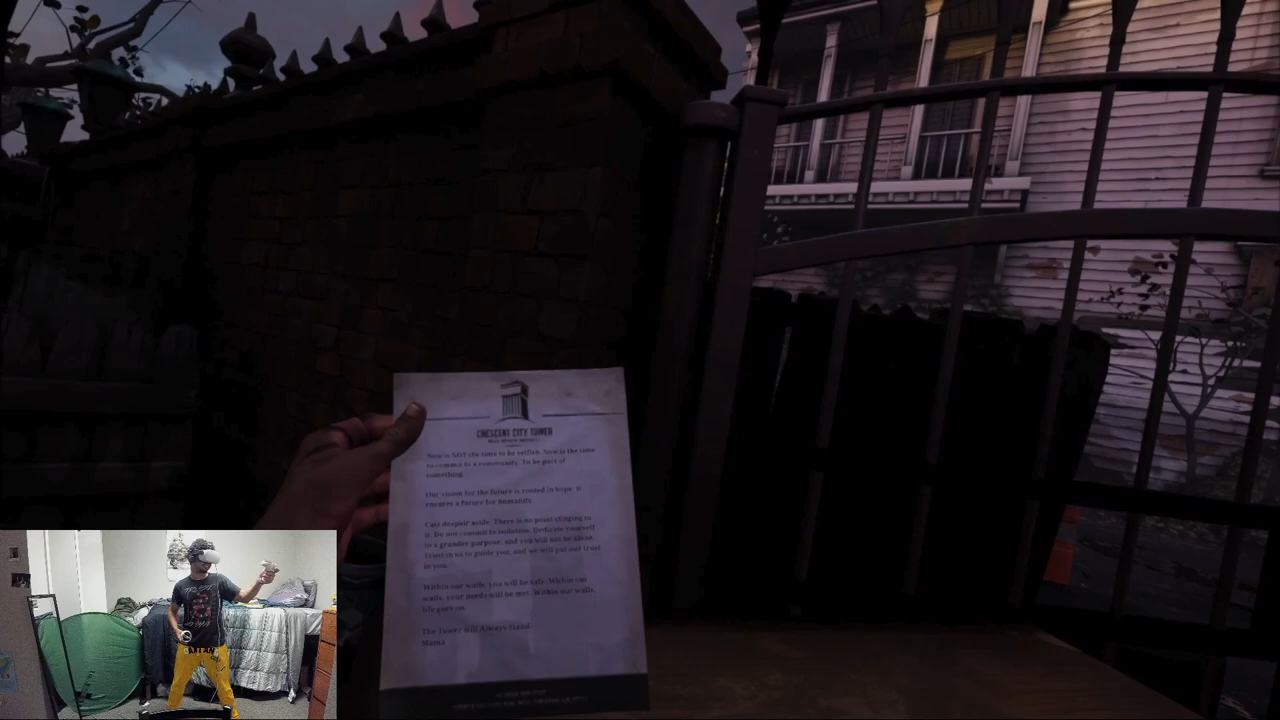 CRESCENT CITY TOWER
Now is NOT the time to be selfish. Now is the time
to commit to a community. To be part of
something.
Our vision for the future is rooted in hope. It
ensures a future for humanity.
Cast despair aside. There is no point clinging to
it. Do not commit to isolation. Dedicate yourself
to a grander purpose, and you will not be alone.
Trust in us to guide you, and we will put our trust
in you.
Within our walls, you will be safe. Within our
walls, your needs will be met. Within our walls,
life goes on.
The Tower Will Always Stand
Mama